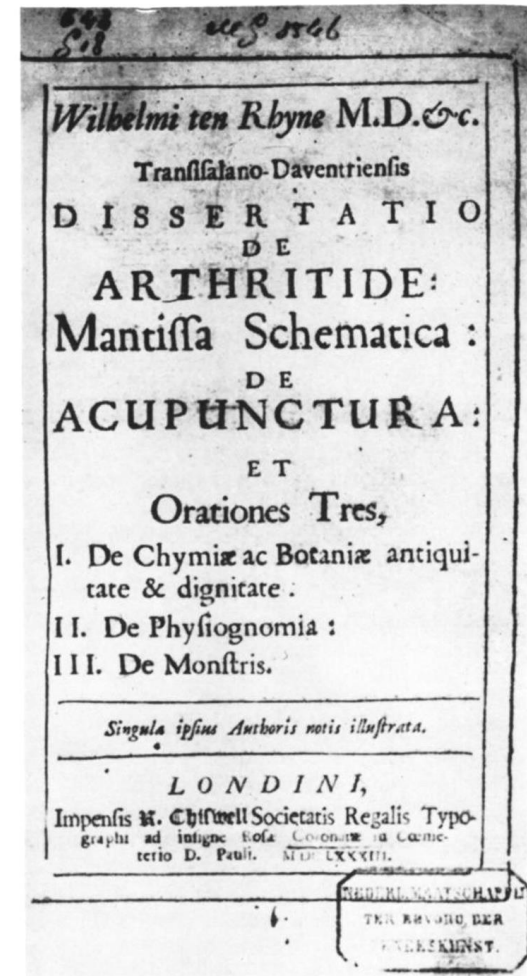 Wilhelmi ten Rhyne M.D.&c.
Tranſiſalano-Daventrienſis
DISSERTATIO
DE
ARTHRITIDE:
Mantiſſa Schematica:
DE
ACUPUNCTURA:
ET
Orationes Tres,
I. De Chymiæ ac Botaniæ antiqui-
tate & dignitate.
II. De Phyſiognomia:
III. De Monſtris.
Singula ipſius Authoris notis illuſtrata.
LONDINI,
Impenſis R. Chiſwell Societatis Regalis Typo-
graphi ad inſigne Roſæ Coronatæ in Cœme-
terio D. Pauli. MDCLXXXIII.
NEDERL. MAATSCHAPPIJ
TER BEVORD. DER